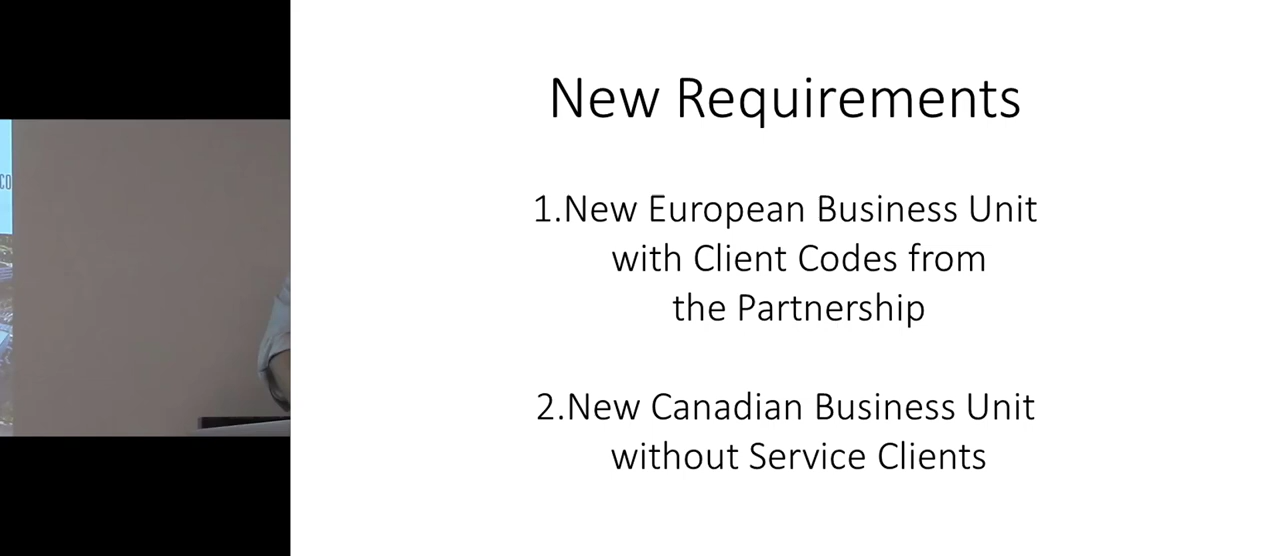 New Requirements
1.New European Business Unit
with Client Codes from
the Partnership
2.New Canadian Business Unit
without Service Clients